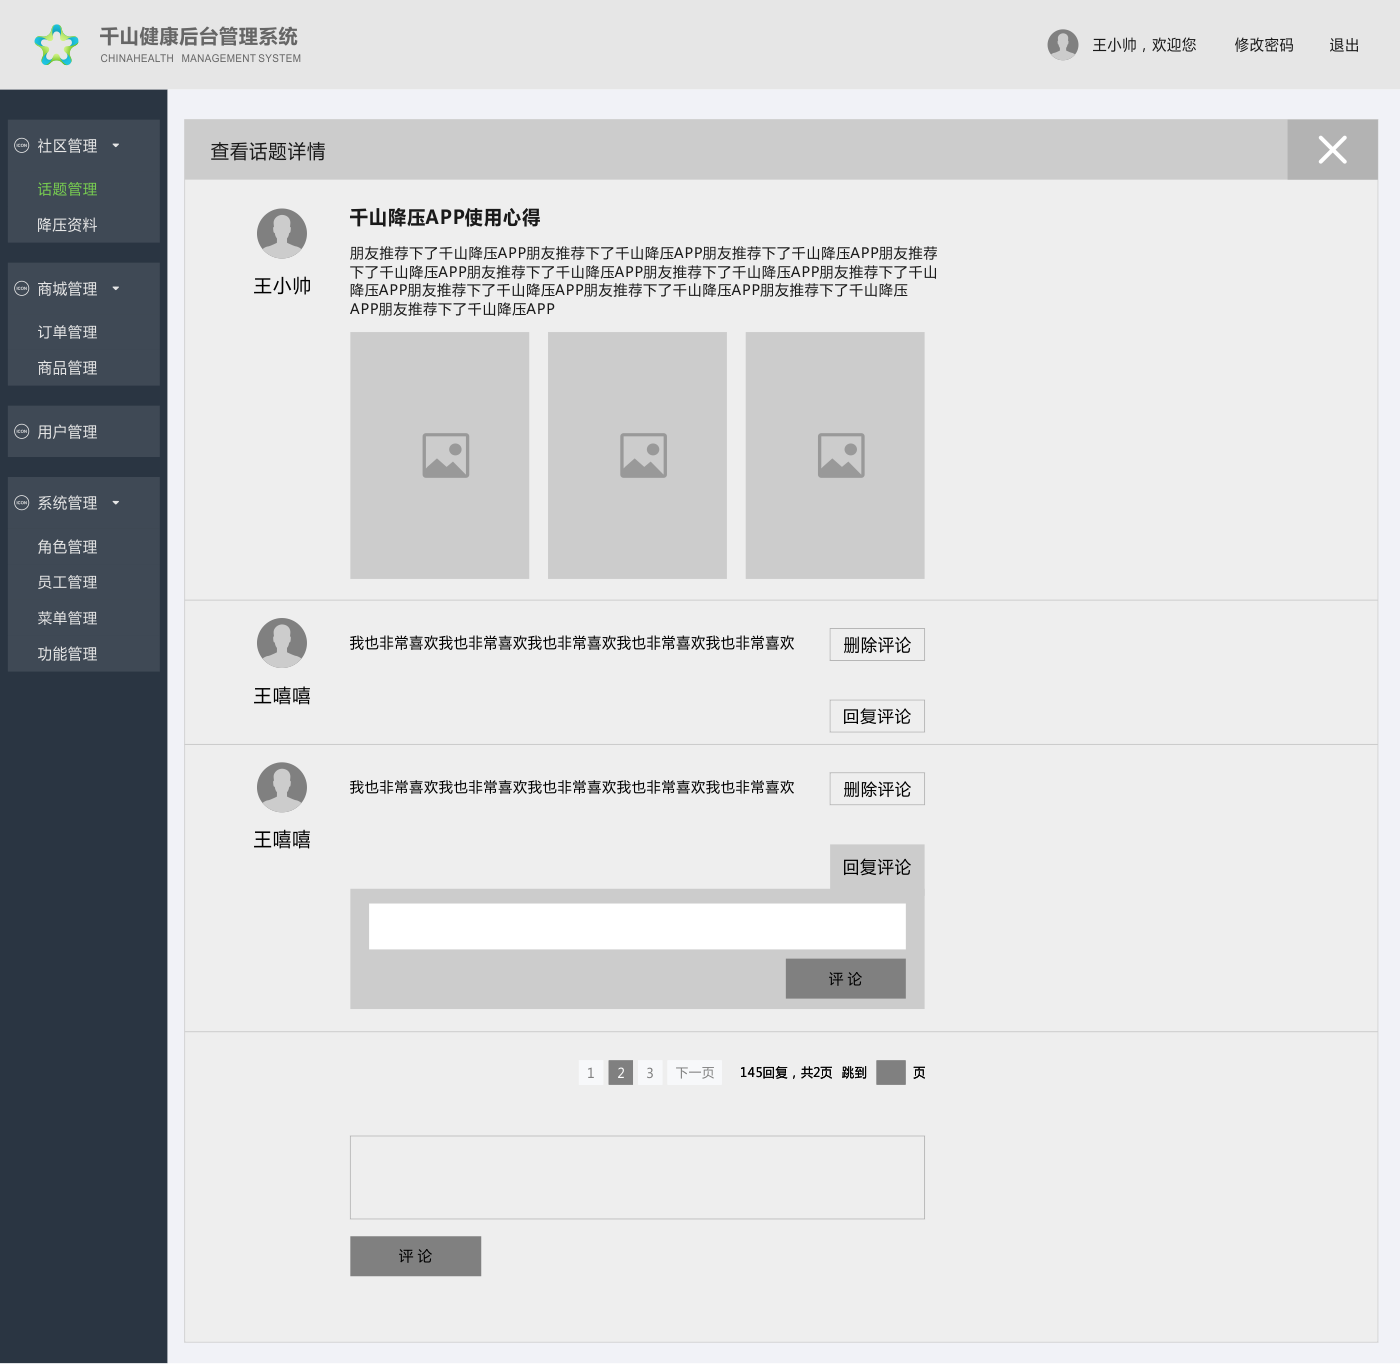 千山健康后台管理系统
CHINAHEALTH MANAGEMENT SYSTEM
王小帅，欢迎您
修改密码
退出
ICON 社区管理
话题管理
降压资料
ICON 商城管理
订单管理
商品管理
ICON 用户管理
ICON 系统管理
角色管理
员工管理
菜单管理
功能管理
查看话题详情
王小帅
千山降压APP使用心得
朋友推荐下了千山降压APP朋友推荐下了千山降压APP朋友推荐下了千山降压APP朋友推荐
下了千山降压APP朋友推荐下了千山降压APP朋友推荐下了千山降压APP朋友推荐下了千山
降压APP朋友推荐下了千山降压APP朋友推荐下了千山降压APP朋友推荐下了千山降压
APP朋友推荐下了千山降压APP
王嘻嘻
我也非常喜欢我也非常喜欢我也非常喜欢我也非常喜欢我也非常喜欢
删除评论
回复评论
王嘻嘻
我也非常喜欢我也非常喜欢我也非常喜欢我也非常喜欢我也非常喜欢
删除评论
回复评论
评 论
1 2 3 下一页 145回复，共2页 跳到 页
评 论